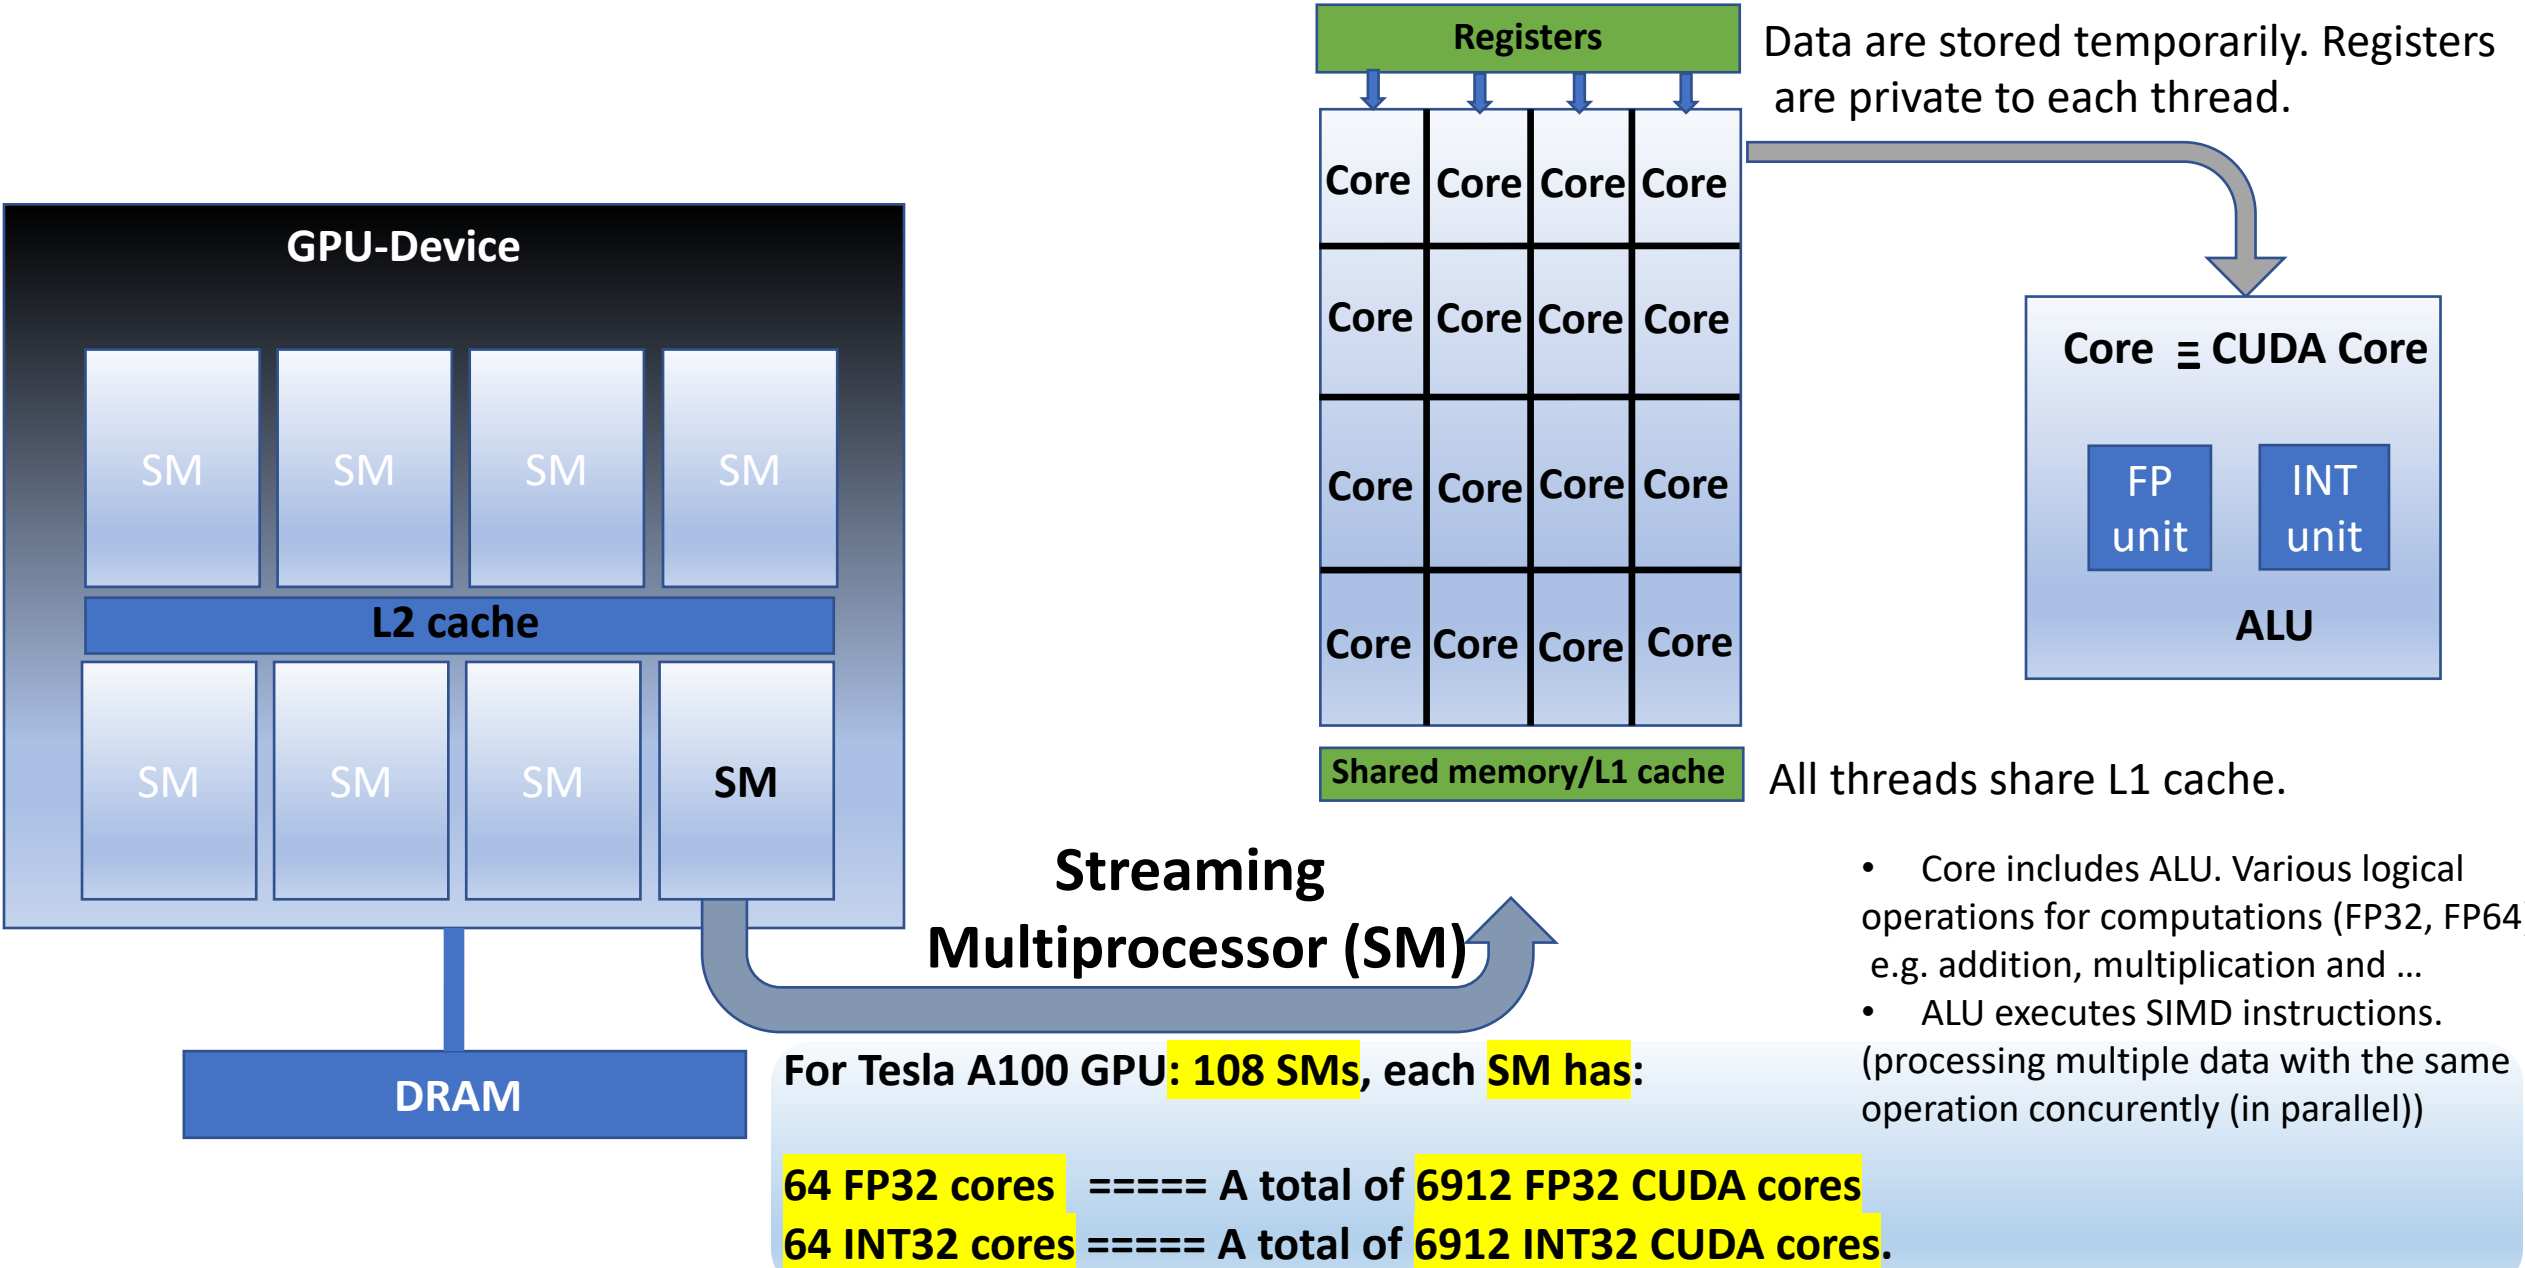 GPU-Device
SM SM SM SM
L2 cache
SM SM SM SM
DRAM
Streaming
Multiprocessor (SM)
Registers
Data are stored temporarily. Registers
are private to each thread.
Core Core Core Core
Core Core Core Core
Core Core Core Core
Core Core Core Core
Shared memory/L1 cache
All threads share L1 cache.
Core ≡ CUDA Core
FP
unit
INT
unit
ALU
• Core includes ALU. Various logical
operations for computations (FP32, FP64)
e.g. addition, multiplication and ...
• ALU executes SIMD instructions.
(processing multiple data with the same
operation concurently (in parallel))
For Tesla A100 GPU: 108 SMs, each SM has:
64 FP32 cores ===== A total of 6912 FP32 CUDA cores
64 INT32 cores ===== A total of 6912 INT32 CUDA cores.